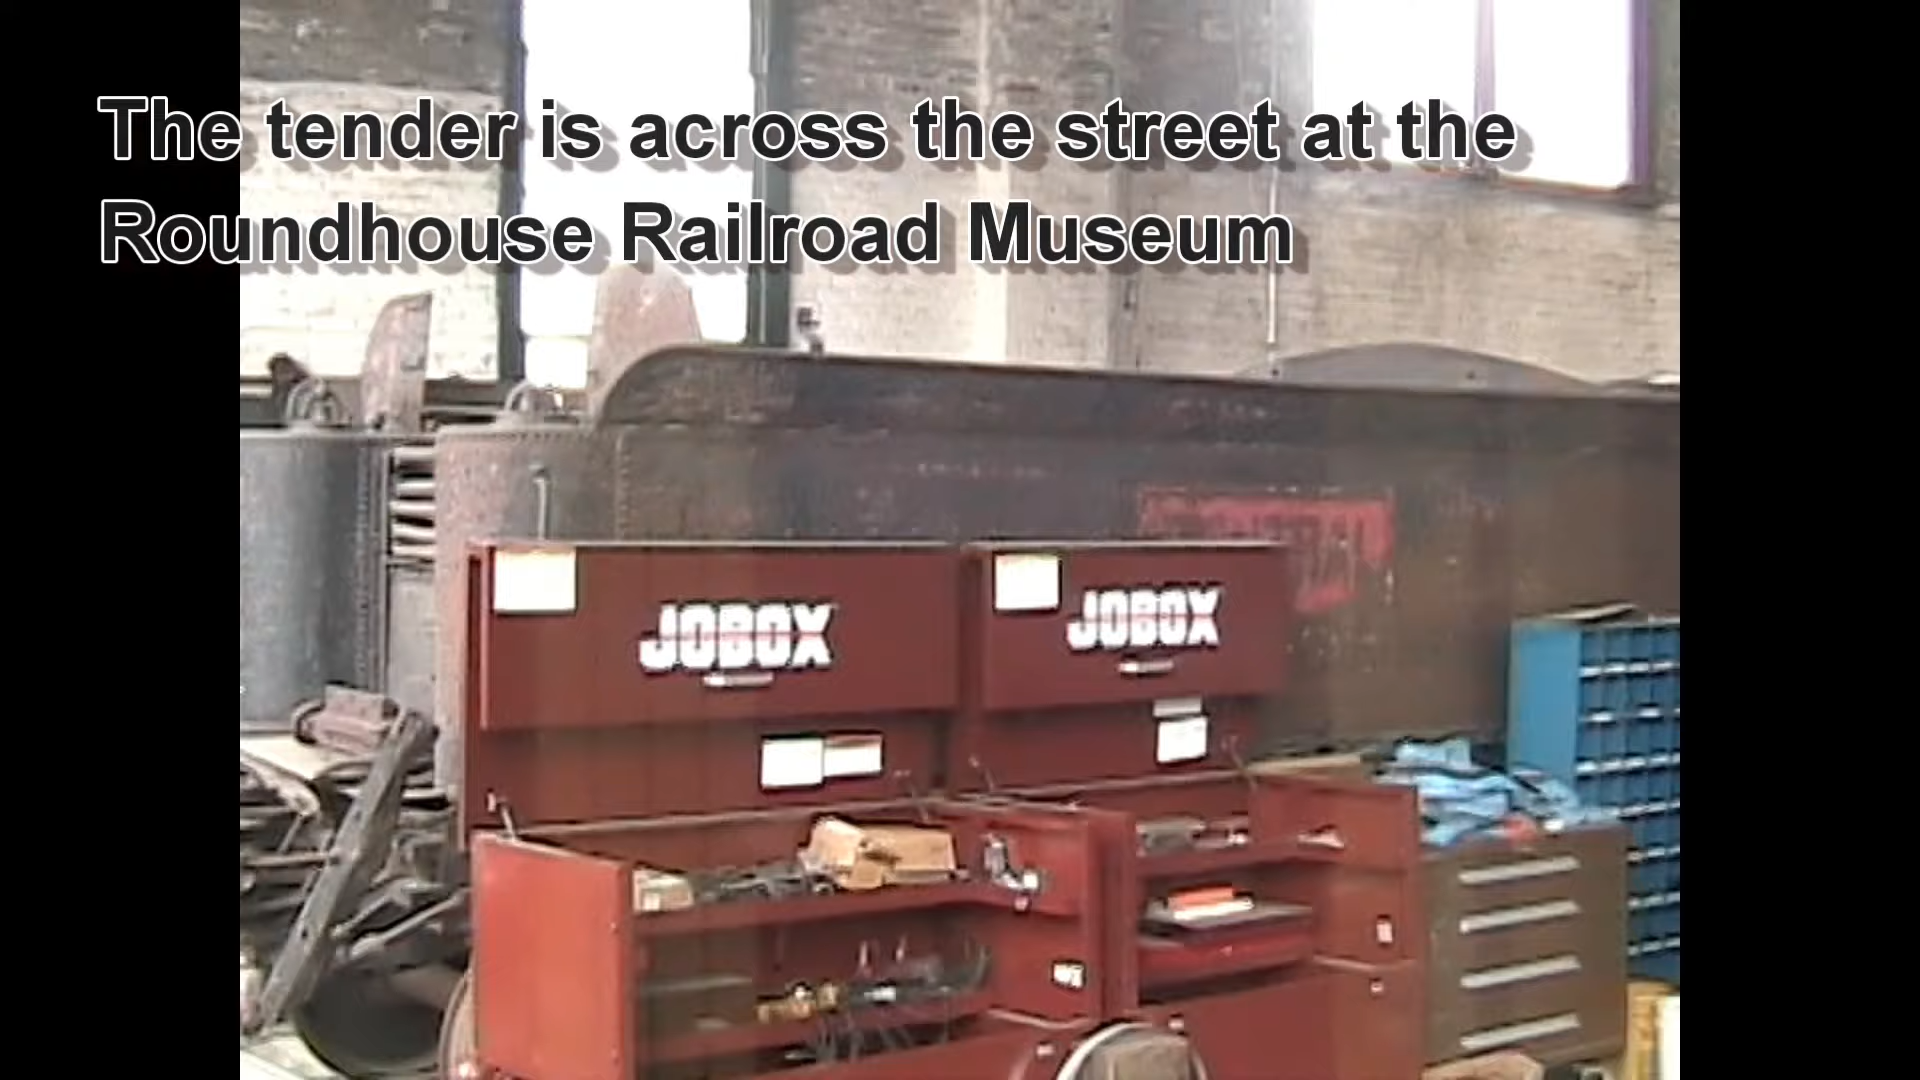 The tender is across the street at the
Roundhouse Railroad Museum
JOBOX
JOBOX